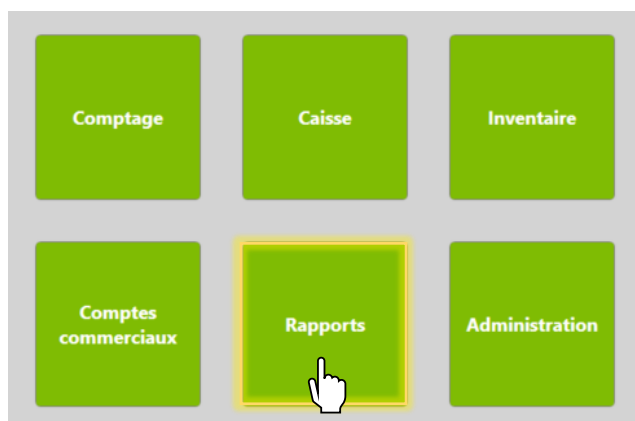 Comptage
Caisse
Inventaire
Comptes
commerciaux
Rapports
Administration